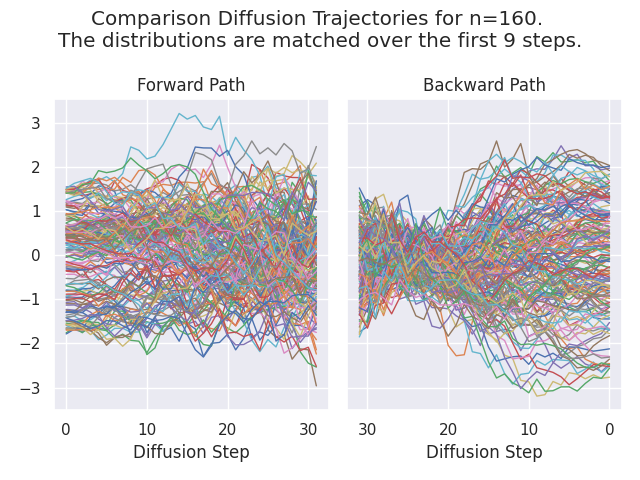 Comparison Diffusion Trajectories for n=160.
The distributions are matched over the first 9 steps.
Forward Path
Backward Path
3
2
1
0
−1
−2
−3
0 10 20 30
30 20 10 0
Diffusion Step
Diffusion Step